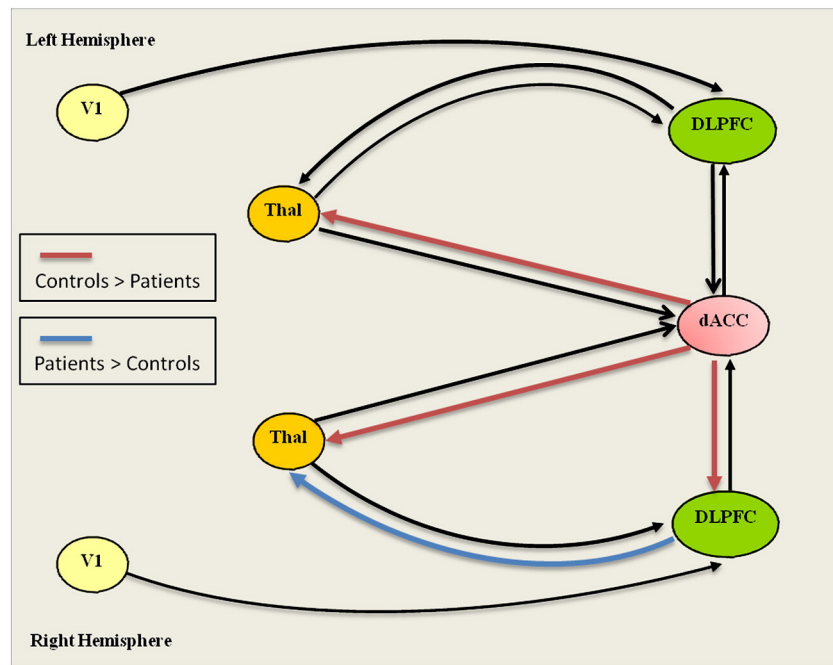 Left Hemisphere
V1
DLPFC
Thal
Controls > Patients
dACC
Patients > Controls
Thal
DLPFC
V1
Right Hemisphere